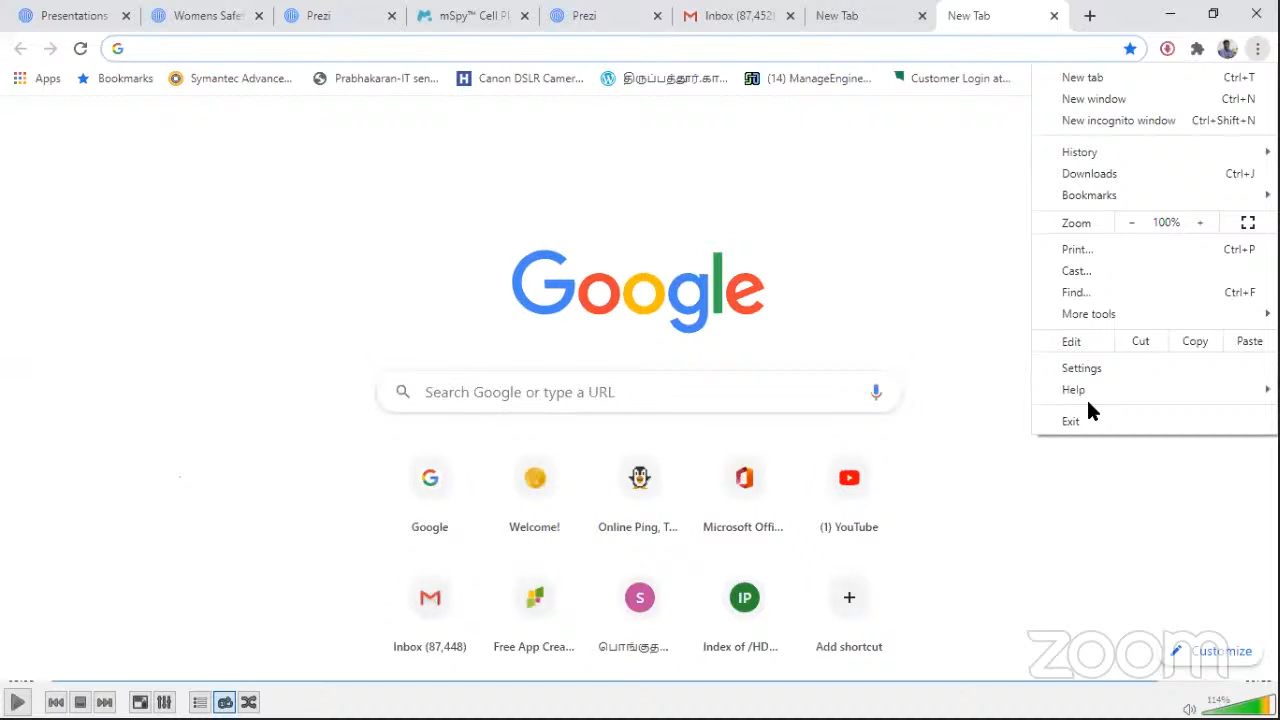 Presentations
Womens Safe
Prezi
mSpy™ Cell P
Prezi
Inbox (87,452)
New Tab
New Tab
Apps
Bookmarks
Symantec Advance...
Prabhakaran-IT sen...
Canon DSLR Camer...
திருப்பத்தூர்.கா...
(14) ManageEngine...
Customer Login at...
New tab Ctrl+T
New window Ctrl+N
New incognito window Ctrl+Shift+N
History
Downloads Ctrl+J
Bookmarks
Zoom - 100% +
Print... Ctrl+P
Cast...
Find... Ctrl+F
More tools
Edit Cut Copy Paste
Settings
Help
Exit
Google
Search Google or type a URL
Google
Welcome!
Online Ping, T...
Microsoft Offi...
(1) YouTube
M
S
IP
Inbox (87,448)
Free App Crea...
பொங்குத...
Index of /HD...
Add shortcut
zoom
Customize
114%